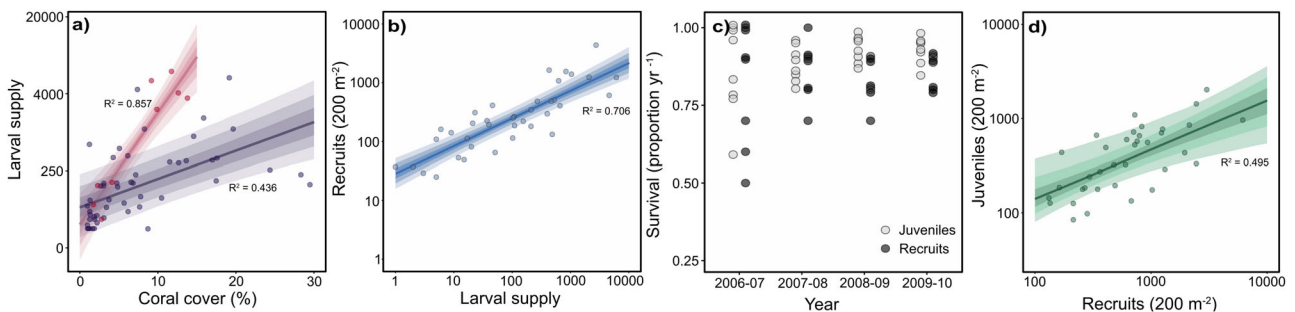 a)
20000
4000
250
0
Larval supply
R² = 0.857
R² = 0.436
0 10 20 30
Coral cover (%)
b)
10000
1000
100
10
1
Recruits (200 m⁻²)
R² = 0.706
1 10 100 1000 10000
Larval supply
c)
1.00
0.75
0.50
0.25
Survival (proportion yr⁻¹)
Juveniles
Recruits
2006-07 2007-08 2008-09 2009-10
Year
d)
10000
1000
100
Juveniles (200 m⁻²)
R² = 0.495
100 1000 10000
Recruits (200 m⁻²)